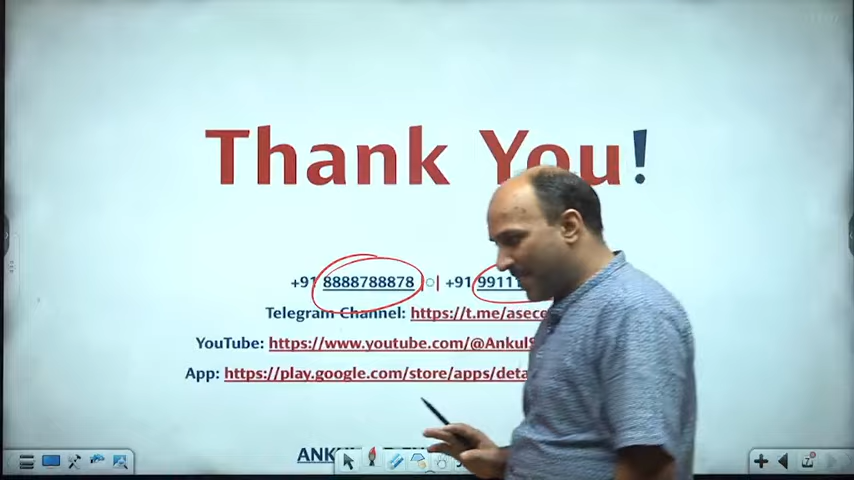 Thank You!
+91 8888788878 | +91 9911
Telegram Channel: https://t.me/asec
YouTube: https://www.youtube.com/@Ankul
App: https://play.google.com/store/apps/deta